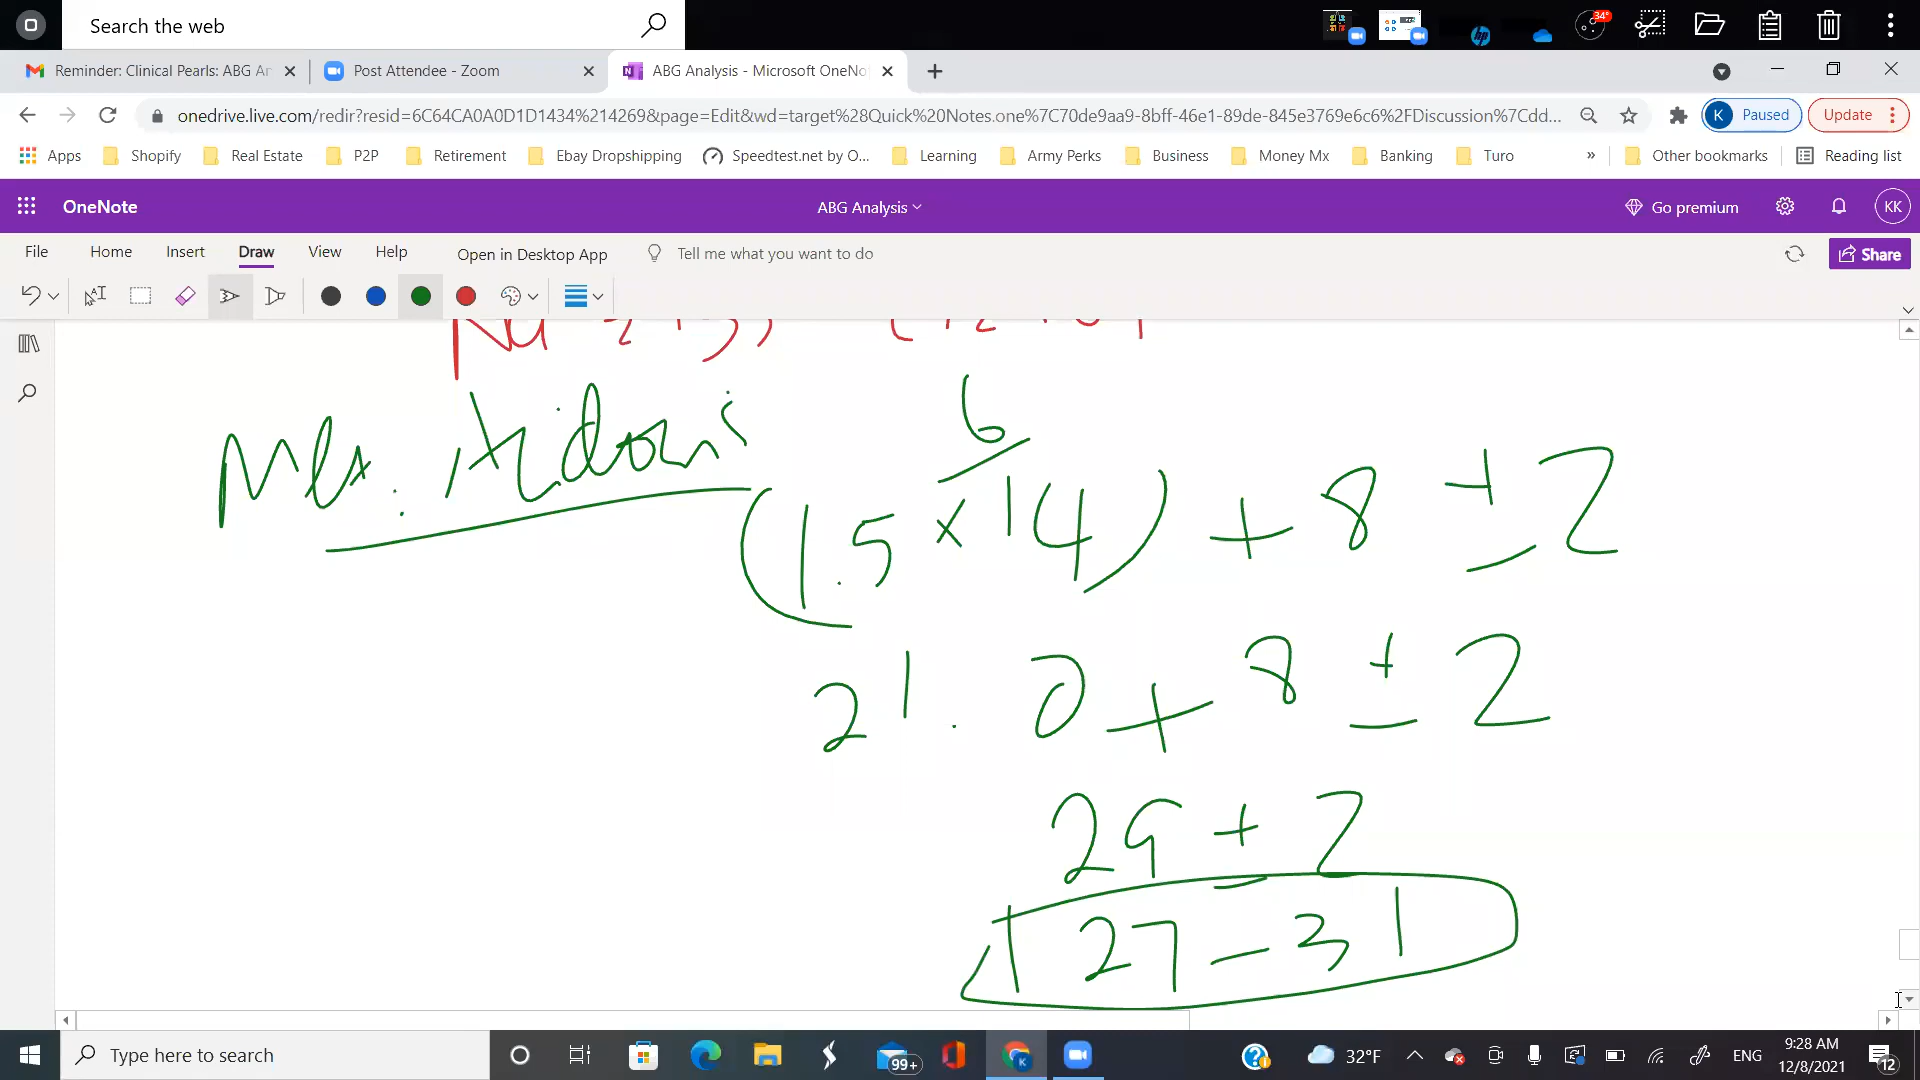 Search the web
34°
Reminder: Clinical Pearls: ABG Ar
Post Attendee - Zoom
ABG Analysis - Microsoft OneNo
onedrive.live.com/redir?resid=6C64CA0A0D1D1434%214269&page=Edit&wd=target%28Quick%20Notes.one%7C70de9aa9-8bff-46e1-89de-845e3769e6c6%2FDiscussion%7Cdd...
K Paused
Update
Apps Shopify Real Estate P2P Retirement Ebay Dropshipping Speedtest.net by O... Learning Army Perks Business Money Mx Banking Turo » Other bookmarks Reading list
OneNote
ABG Analysis
Go premium
KK
File Home Insert Draw View Help Open in Desktop App Tell me what you want to do
Share
6
(1.5 × 14) + 8 ± 2
21.0 + 8 ± 2
29 ± 2
27 – 31
Type here to search
99+
32°F
ENG
9:28 AM
12/8/2021
12